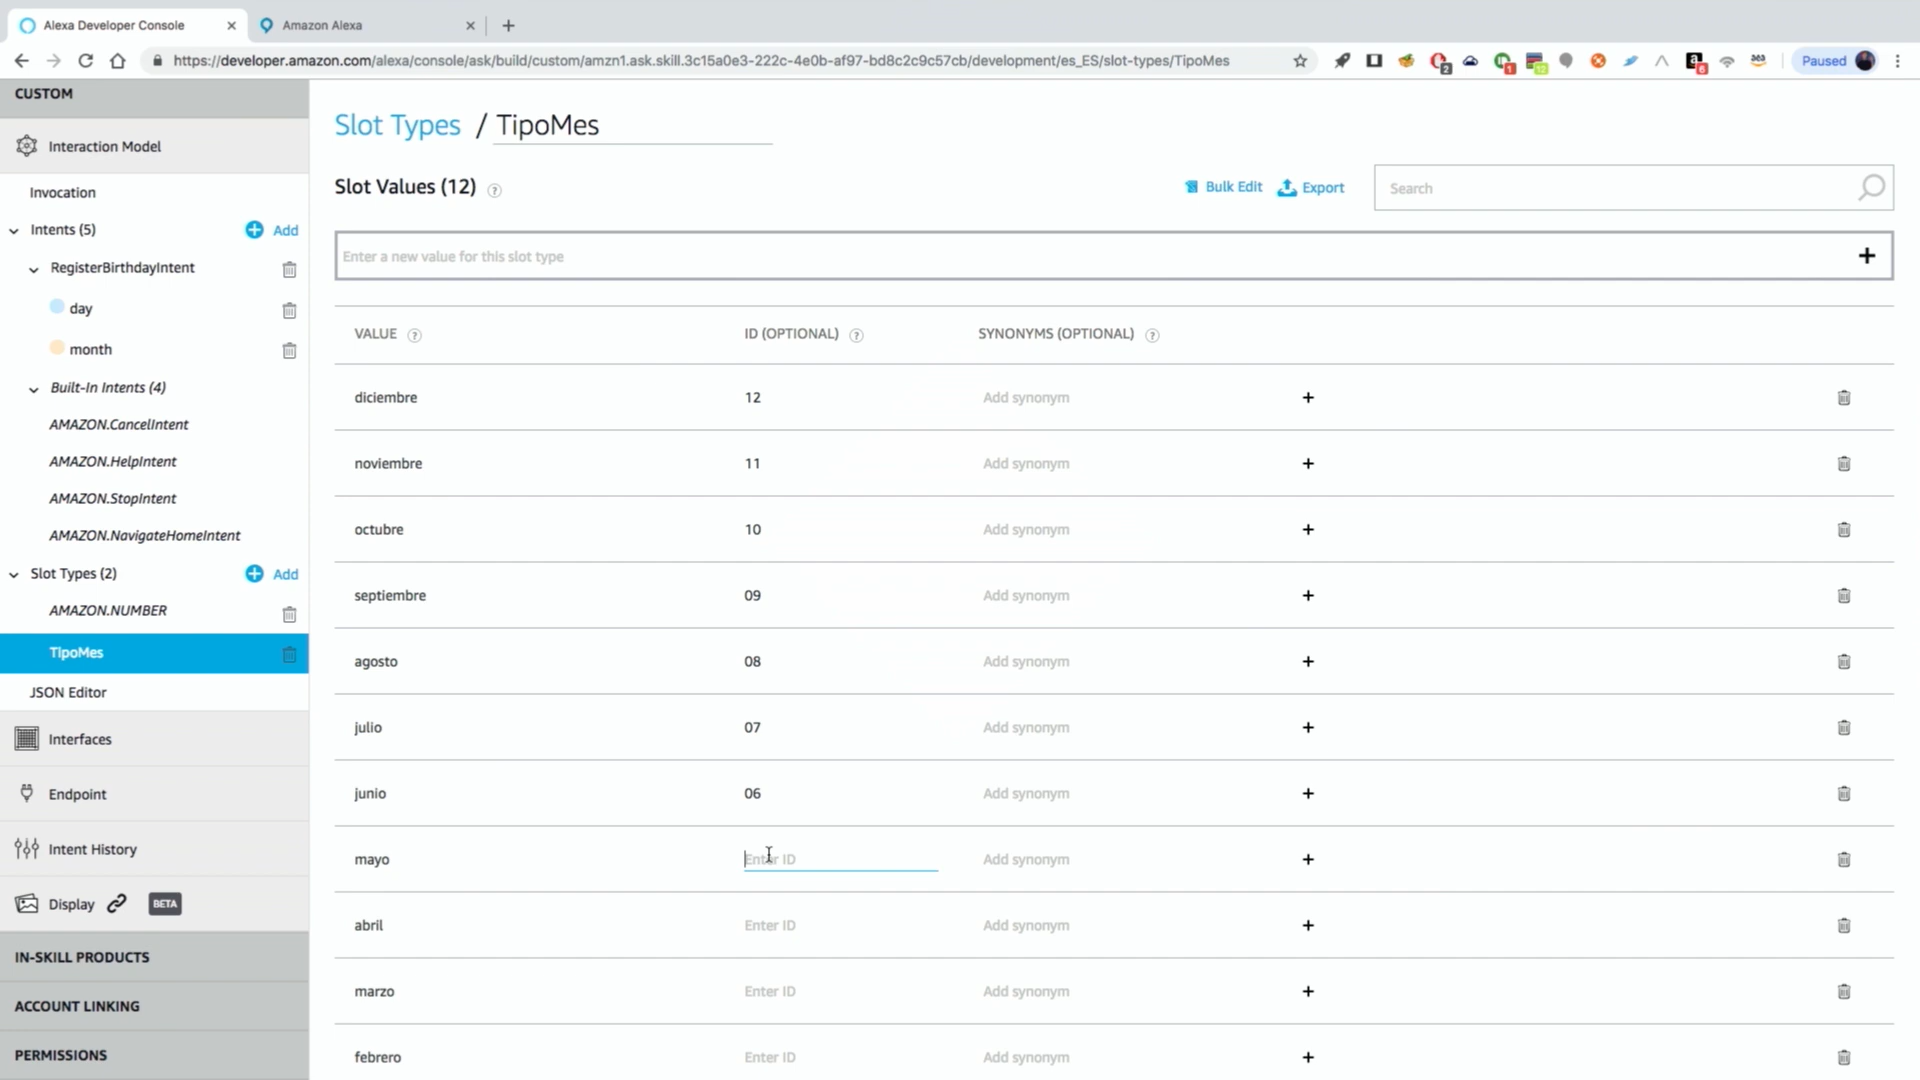 Alexa Developer Console
Amazon Alexa
https://developer.amazon.com/alexa/console/ask/build/custom/amzn1.ask.skill.3c15a0e3-222c-4e0b-af97-bd8c2c9c57cb/development/es_ES/slot-types/TipoMes
2
1
12
6
Paused
CUSTOM
Interaction Model
Invocation
Intents (5)
Add
RegisterBirthdayIntent
day
month
Built-In Intents (4)
AMAZON.CancelIntent
AMAZON.HelpIntent
AMAZON.StopIntent
AMAZON.NavigateHomeIntent
Slot Types (2)
Add
AMAZON.NUMBER
TipoMes
JSON Editor
Interfaces
Endpoint
Intent History
Display
BETA
IN-SKILL PRODUCTS
ACCOUNT LINKING
PERMISSIONS
Slot Types / TipoMes
Slot Values (12) ?
Bulk Edit
Export
Search
Enter a new value for this slot type
VALUE ? ID (OPTIONAL) ? SYNONYMS (OPTIONAL) ?
diciembre 12 Add synonym
noviembre 11 Add synonym
octubre 10 Add synonym
septiembre 09 Add synonym
agosto 08 Add synonym
julio 07 Add synonym
junio 06 Add synonym
mayo Enter ID Add synonym
abril Enter ID Add synonym
marzo Enter ID Add synonym
febrero Enter ID Add synonym